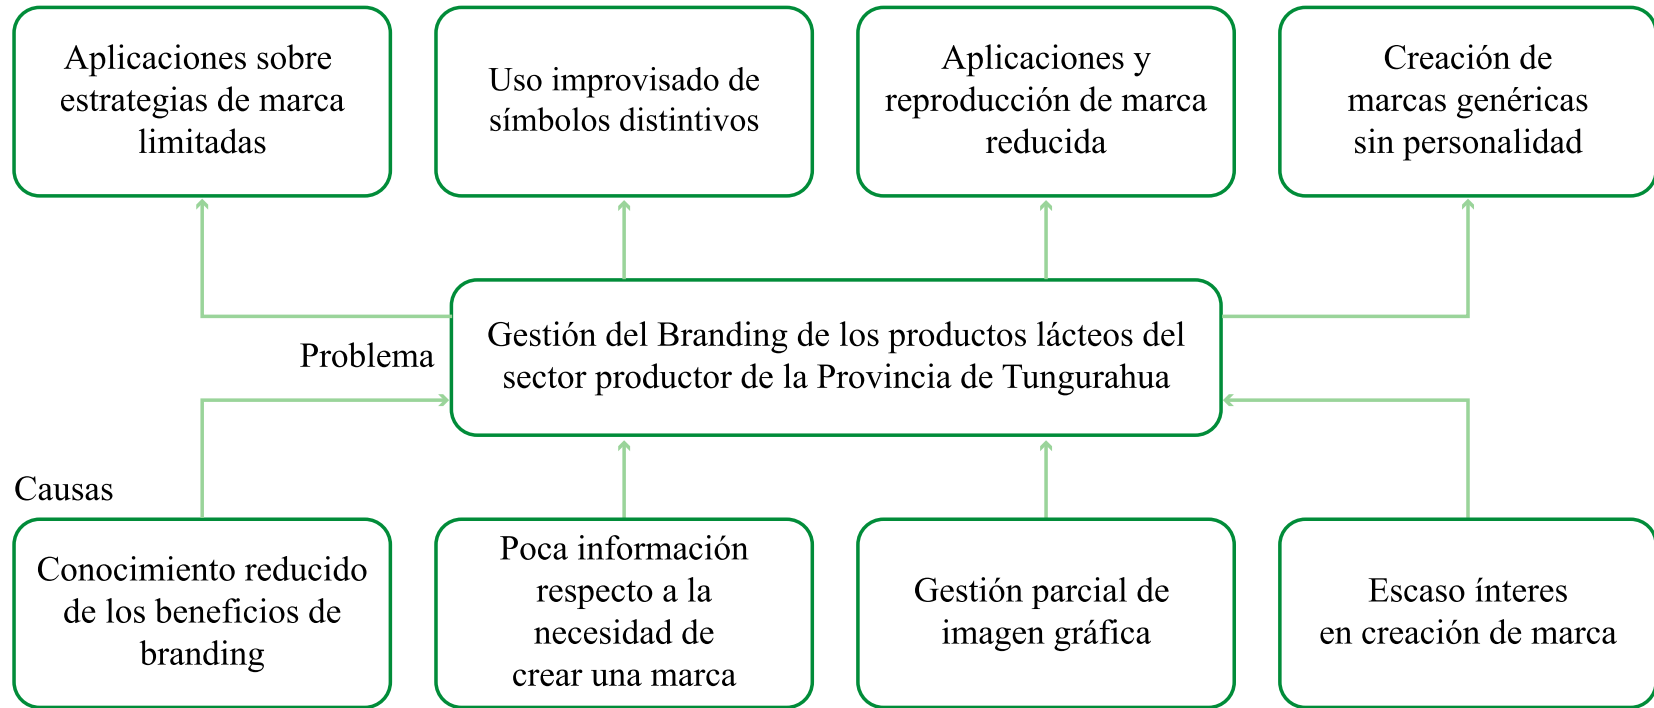 Aplicaciones sobre
estrategias de marca
limitadas
Uso improvisado de
símbolos distintivos
Aplicaciones y
reproducción de marca
reducida
Creación de
marcas genéricas
sin personalidad
Problema
Gestión del Branding de los productos lácteos del
sector productor de la Provincia de Tungurahua
Causas
Conocimiento reducido
de los beneficios de
branding
Poca información
respecto a la
necesidad de
crear una marca
Gestión parcial de
imagen gráfica
Escaso ínteres
en creación de marca